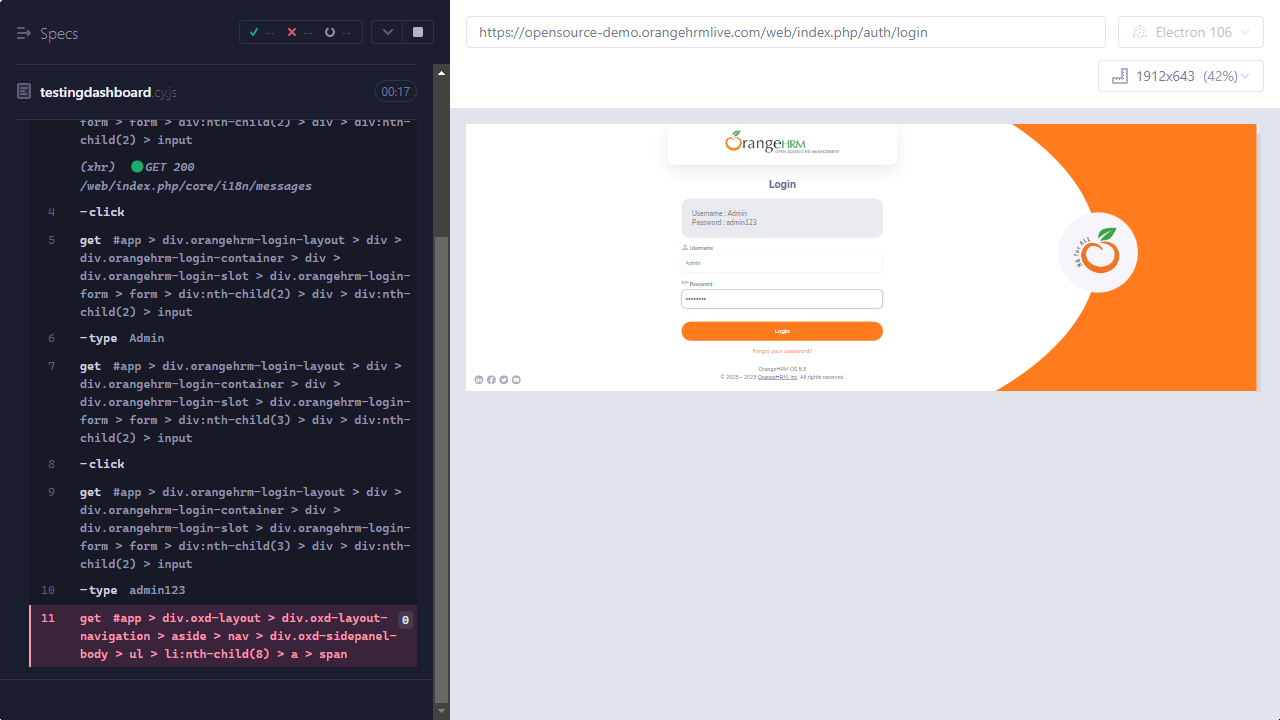 Specs
--
--
--
testingdashboard.cy.js
00:17
form > form > div:nth-child(2) > div > div:nth-
child(2) > input
(xhr) GET 200
/web/index.php/core/i18n/messages
4 -click
5 get #app > div.orangehrm-login-layout > div >
div.orangehrm-login-container > div >
div.orangehrm-login-slot > div.orangehrm-login-
form > form > div:nth-child(2) > div > div:nth-
child(2) > input
6 -type Admin
7 get #app > div.orangehrm-login-layout > div >
div.orangehrm-login-container > div >
div.orangehrm-login-slot > div.orangehrm-login-
form > form > div:nth-child(3) > div > div:nth-
child(2) > input
8 -click
9 get #app > div.orangehrm-login-layout > div >
div.orangehrm-login-container > div >
div.orangehrm-login-slot > div.orangehrm-login-
form > form > div:nth-child(3) > div > div:nth-
child(2) > input
10 -type admin123
11 get #app > div.oxd-layout > div.oxd-layout- 0
navigation > aside > nav > div.oxd-sidepanel-
body > ul > li:nth-child(8) > a > span
https://opensource-demo.orangehrmlive.com/web/index.php/auth/login
Electron 106
1912x643 (42%)
OrangeHRM
OPEN SOURCE HR MANAGEMENT
Login
Username : Admin
Password : admin123
Username
Admin
Password
••••••••
Login
Forgot your password?
OrangeHRM OS 5.3
© 2005 - 2023 OrangeHRM, Inc. All rights reserved.
HR for ALL